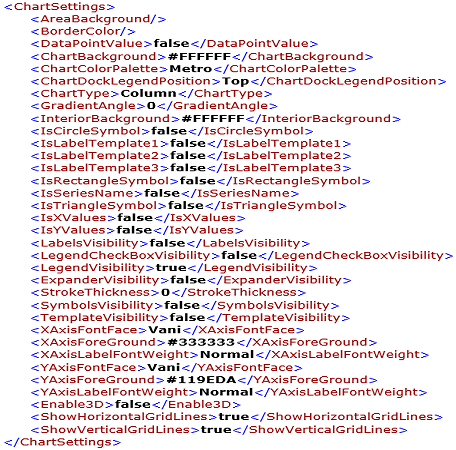 <ChartSettings>
<AreaBackground/>
<BorderColor/>
<DataPointValue>false</DataPointValue>
<ChartBackground>#FFFFFF</ChartBackground>
<ChartColorPalette>Metro</ChartColorPalette>
<ChartDockLegendPosition>Top</ChartDockLegendPosition>
<ChartType>Column</ChartType>
<GradientAngle>0</GradientAngle>
<InteriorBackground>#FFFFFF</InteriorBackground>
<IsCircleSymbol>false</IsCircleSymbol>
<IsLabelTemplate1>false</IsLabelTemplate1>
<IsLabelTemplate2>false</IsLabelTemplate2>
<IsLabelTemplate3>false</IsLabelTemplate3>
<IsRectangleSymbol>false</IsRectangleSymbol>
<IsSeriesName>false</IsSeriesName>
<IsTriangleSymbol>false</IsTriangleSymbol>
<IsXValues>false</IsXValues>
<IsYValues>false</IsYValues>
<LabelsVisibility>false</LabelsVisibility>
<LegendCheckBoxVisibility>false</LegendCheckBoxVisibility>
<LegendVisibility>true</LegendVisibility>
<ExpanderVisibility>false</ExpanderVisibility>
<StrokeThickness>0</StrokeThickness>
<SymbolsVisibility>false</SymbolsVisibility>
<TemplateVisibility>false</TemplateVisibility>
<XAxisFontFace>Vani</XAxisFontFace>
<XAxisForeGround>#333333</XAxisForeGround>
<XAxisLabelFontWeight>Normal</XAxisLabelFontWeight>
<YAxisFontFace>Vani</YAxisFontFace>
<YAxisForeGround>#119EDA</YAxisForeGround>
<YAxisLabelFontWeight>Normal</YAxisLabelFontWeight>
<Enable3D>false</Enable3D>
<ShowHorizontalGridLines>true</ShowHorizontalGridLines>
<ShowVerticalGridLines>true</ShowVerticalGridLines>
</ChartSettings>